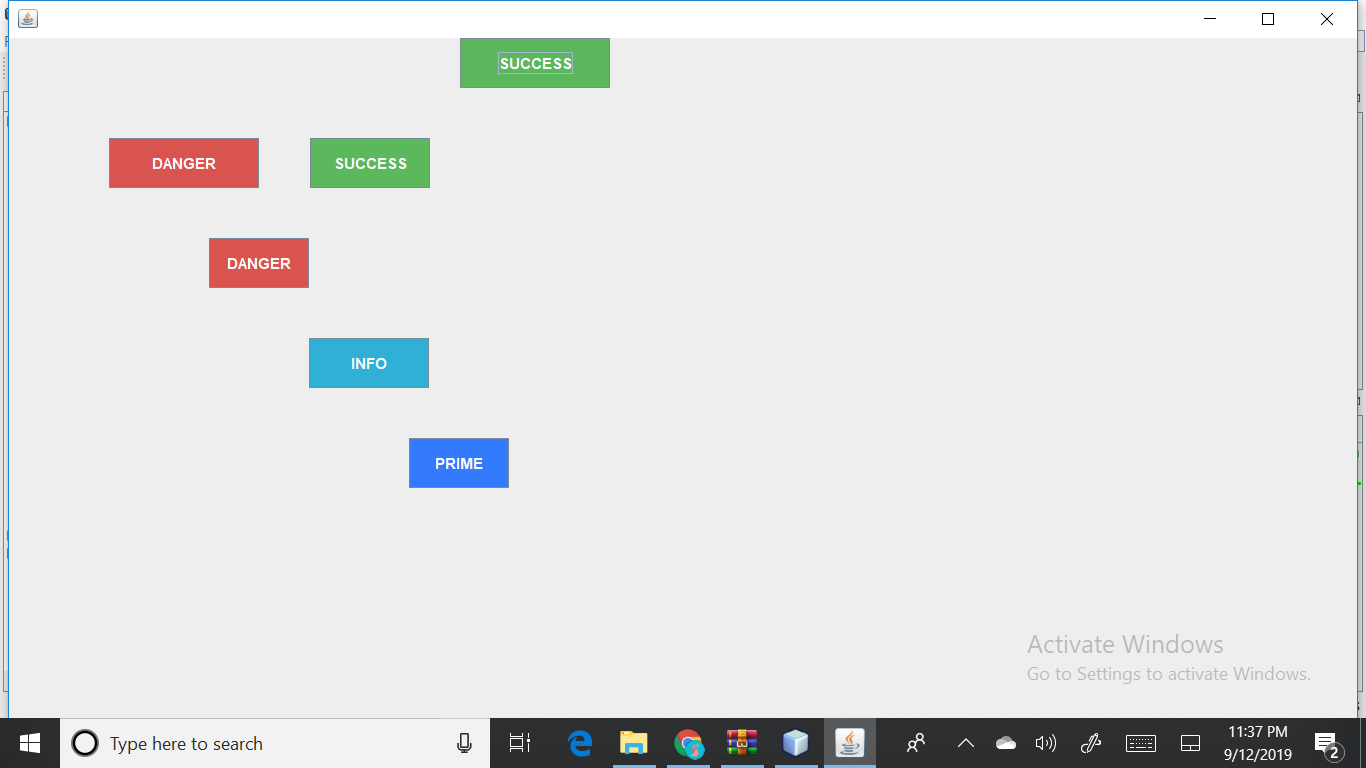 SUCCESS
DANGER
SUCCESS
DANGER
INFO
PRIME
Activate Windows
Go to Settings to activate Windows.
Type here to search
11:37 PM
9/12/2019
2